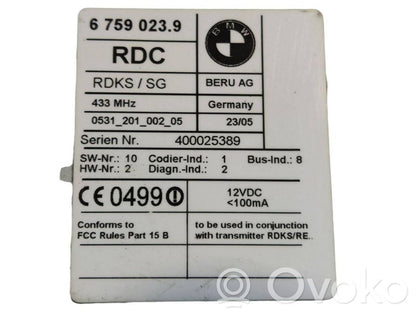 6 759 023.9
BMW
RDC
RDKS / SG
BERU AG
433 MHz
Germany
0531_201_002_05
23/05
Serien Nr. 400025389
SW-Nr.: 10 Codier-Ind.: 1 Bus-Ind.: 8
HW-Nr.: 2 Diagn.-Ind.: 2
CE 0499
12VDC
<100mA
Conforms to
FCC Rules Part 15 B
to be used in conjunction
with transmitter RDKS/RE..
OVOKO